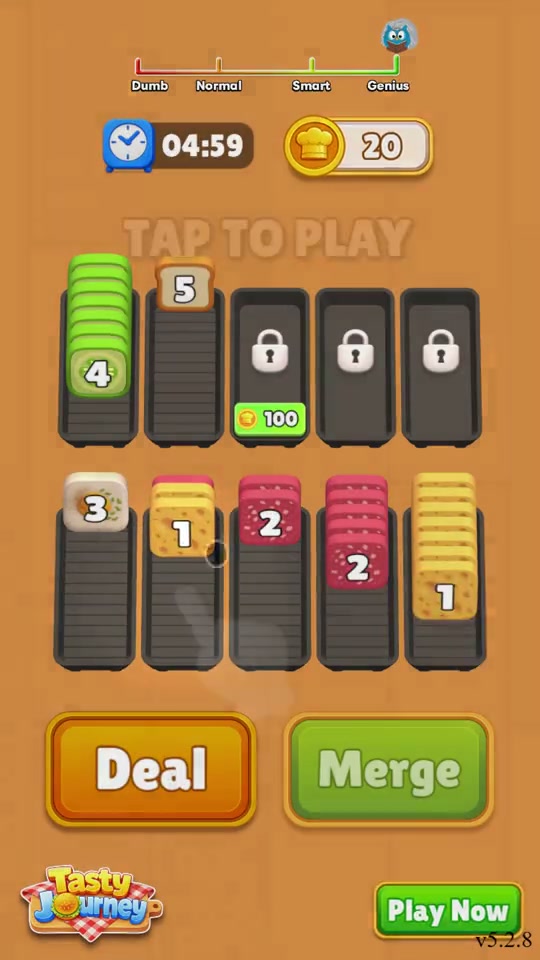 Dumb Normal Smart Genius
04:59 20
TAP TO PLAY
4 5
100
3 1 2 2 1
Deal Merge
Tasty
Journey
Play Now
v5.2.8